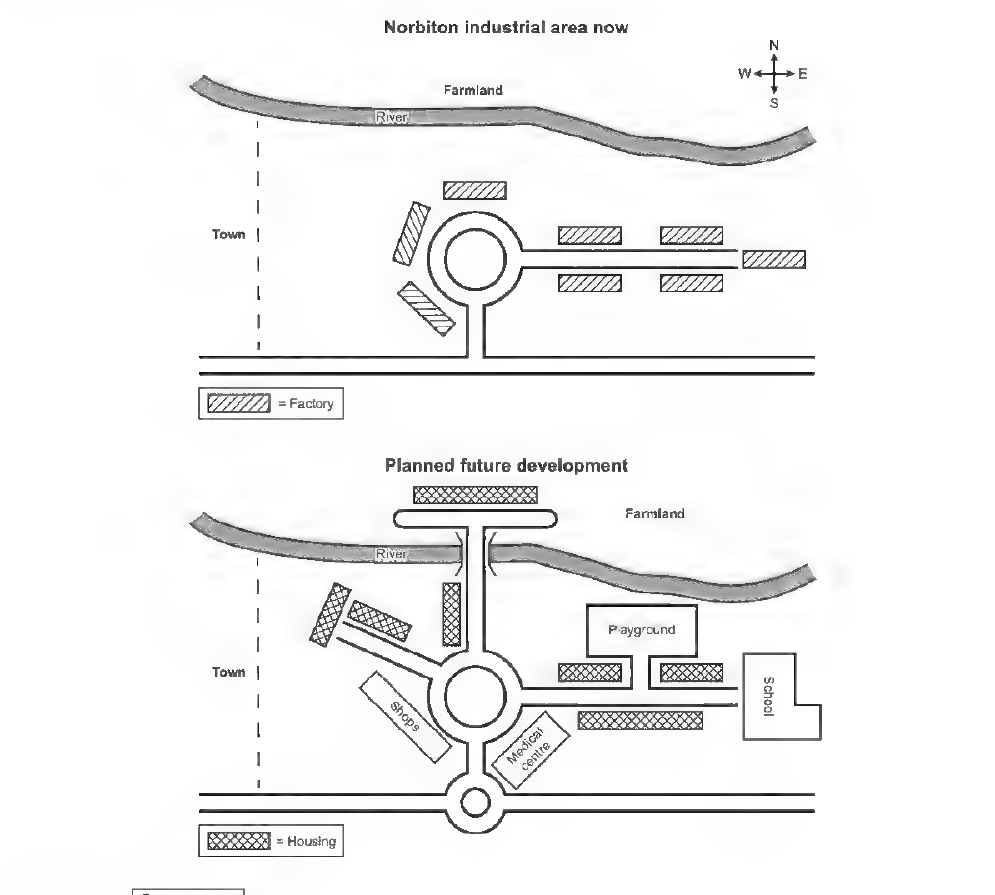 Norbiton industrial area now
N
W E
S
Farmland
River
Town
= Factory
Planned future development
Farmland
River
Playground
Town
School
Shops
Medical
centre
= Housing